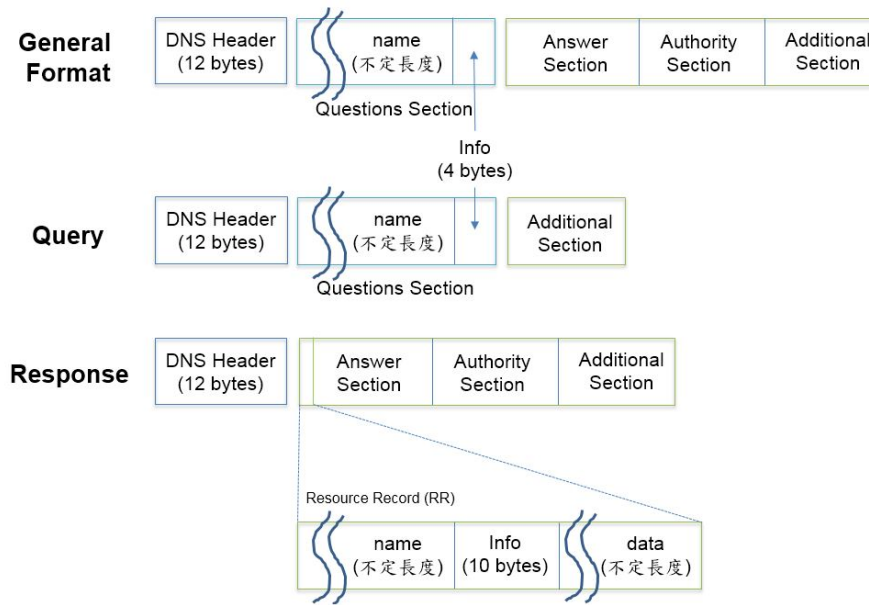 General
Format
DNS Header
(12 bytes)
name
(不定長度)
Answer
Section
Authority
Section
Additional
Section
Questions Section
Info
(4 bytes)
Query
DNS Header
(12 bytes)
name
(不定長度)
Additional
Section
Questions Section
Response
DNS Header
(12 bytes)
Answer
Section
Authority
Section
Additional
Section
Resource Record (RR)
name
(不定長度)
Info
(10 bytes)
data
(不定長度)